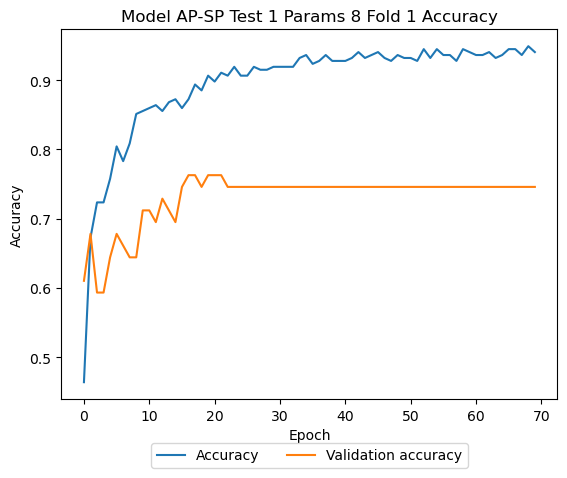 Model AP-SP Test 1 Params 8 Fold 1 Accuracy
Accuracy
0.9
0.8
0.7
0.6
0.5
0 10 20 30 40 50 60 70
Epoch
Accuracy Validation accuracy